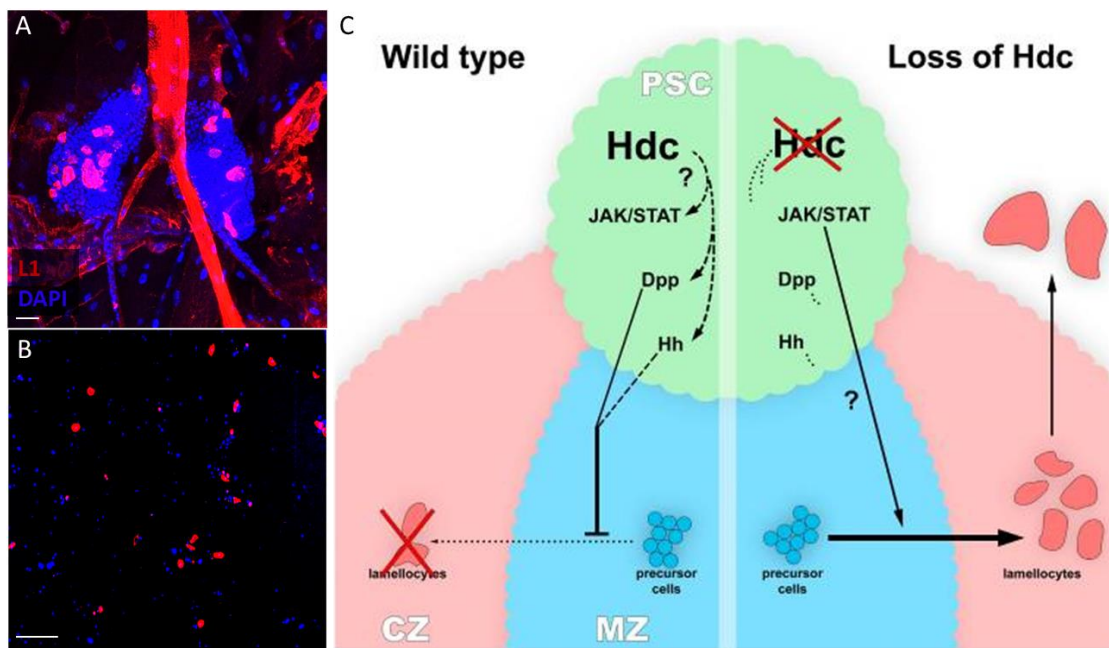 A
L1
DAPI
B
C
Wild type
Loss of Hdc
PSC
Hdc
Hdc
?
JAK/STAT
JAK/STAT
Dpp
Dpp
Hh
Hh
?
lamellocytes
precursor
cells
precursor
cells
lamellocytes
CZ
MZ